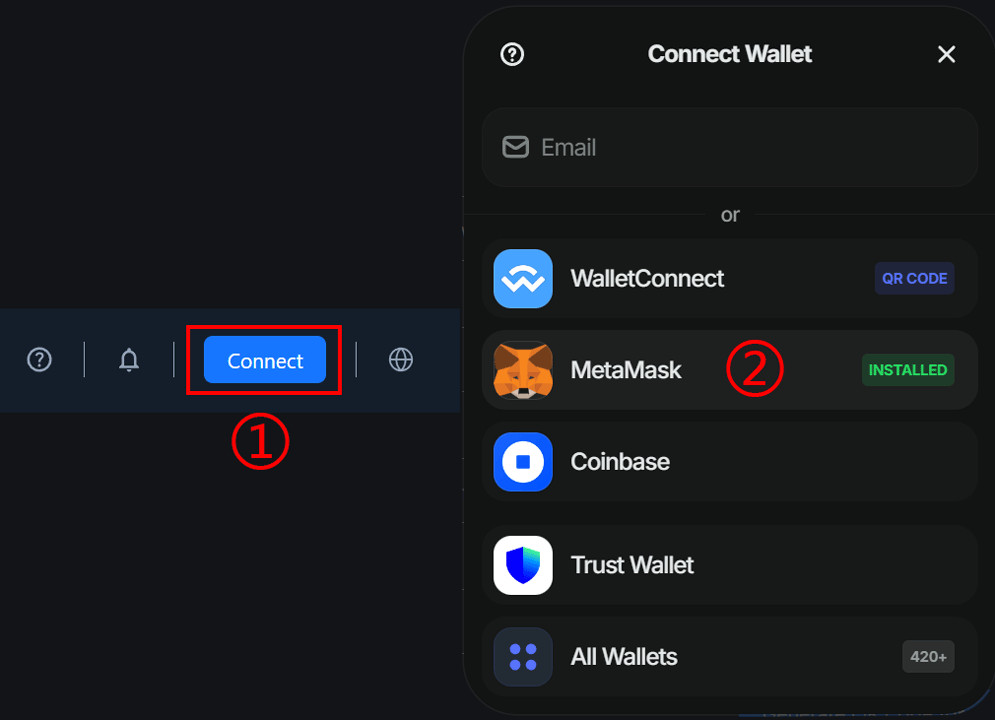 Connect
①
Connect Wallet
Email
or
WalletConnect QR CODE
MetaMask ② INSTALLED
Coinbase
Trust Wallet
All Wallets 420+